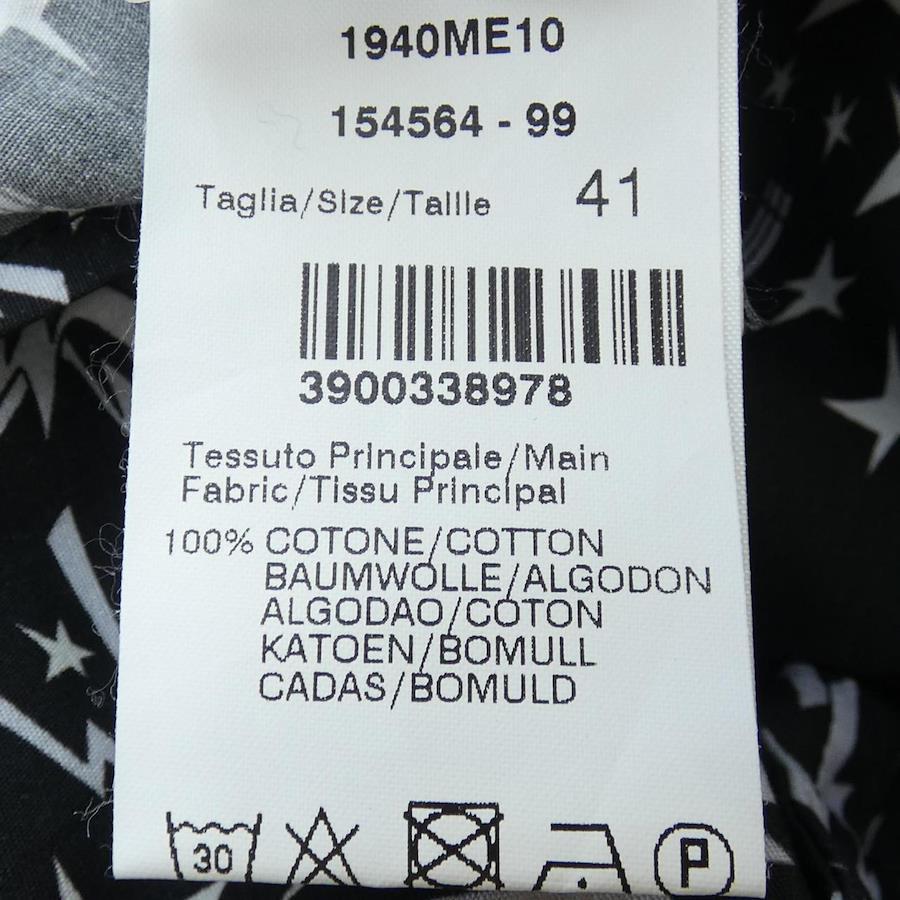 1940ME10
154564 - 99
Taglia/Size/Taille 41
3900338978
Tessuto Principale/Main
Fabric/Tissu Principal
100% COTONE/COTTON
BAUMWOLLE/ALGODON
ALGODAO/COTON
KATOEN/BOMULL
CADAS/BOMULD
30 P